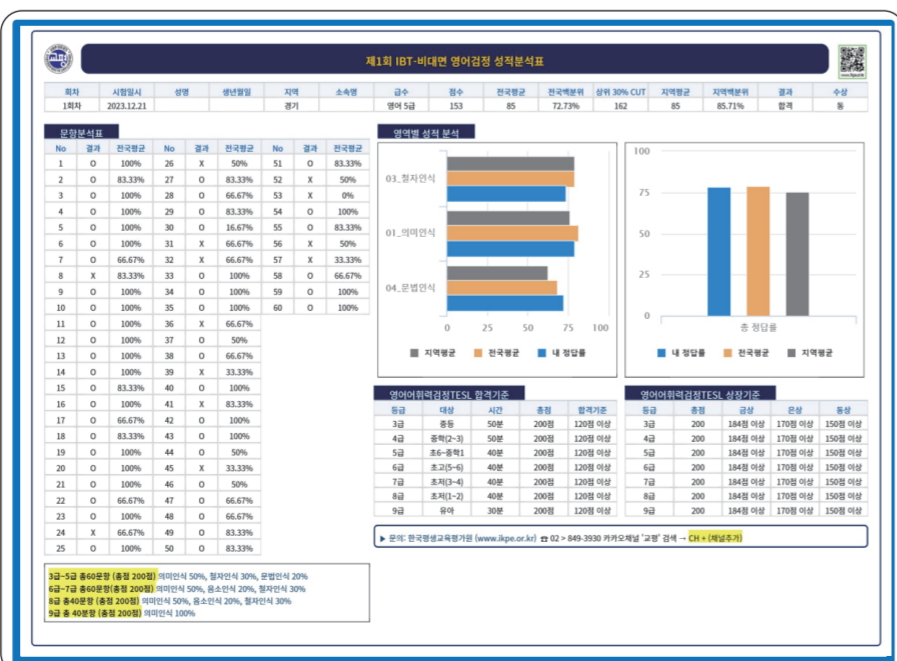 제1회 IBT-비대면 영어검정 성적분석표
회차 시험일시 성명 생년월일 지역 소속명 급수 점수 전국평균 전국백분위 상위 30% CUT 지역평균 지역백분위 결과 수상
1회차 2023.12.21 경기 영어 5급 153 85 72.73% 162 85 85.71% 합격 동
문항분석표
No 결과 전국평균 No 결과 전국평균 No 결과 전국평균
1 O 100% 26 X 50% 51 O 83.33%
2 O 83.33% 27 O 83.33% 52 X 50%
3 O 100% 28 O 66.67% 53 X 0%
4 O 100% 29 O 83.33% 54 O 100%
5 O 100% 30 O 16.67% 55 O 83.33%
6 O 100% 31 X 66.67% 56 X 50%
7 O 66.67% 32 X 66.67% 57 X 33.33%
8 X 83.33% 33 O 100% 58 O 66.67%
9 O 100% 34 O 100% 59 O 100%
10 O 100% 35 O 100% 60 O 100%
11 O 100% 36 X 66.67%
12 O 100% 37 O 50%
13 O 100% 38 O 66.67%
14 O 100% 39 X 33.33%
15 O 83.33% 40 O 100%
16 O 100% 41 X 83.33%
17 O 66.67% 42 O 100%
18 O 83.33% 43 O 100%
19 O 100% 44 O 50%
20 O 100% 45 X 33.33%
21 O 100% 46 O 50%
22 O 66.67% 47 O 66.67%
23 O 100% 48 O 66.67%
24 X 66.67% 49 O 83.33%
25 O 100% 50 O 83.33%
영역별 성적 분석
03_철자인식
01_의미인식
04_문법인식
0 25 50 75 100
지역평균 전국평균 내 정답률
100
75
50
25
0
총 정답률
내 정답률 전국평균 지역평균
영어어휘력검정TESL 합격기준
등급 대상 시간 총점 합격기준
3급 중등 50분 200점 120점 이상
4급 중학(2~3) 50분 200점 120점 이상
5급 초6~중학1 40분 200점 120점 이상
6급 초고(5~6) 40분 200점 120점 이상
7급 초저(3~4) 40분 200점 120점 이상
8급 초저(1~2) 40분 200점 120점 이상
9급 유아 30분 200점 120점 이상
영어어휘력검정TESL 상장기준
등급 총점 금상 은상 동상
3급 200 184점 이상 170점 이상 150점 이상
4급 200 184점 이상 170점 이상 150점 이상
5급 200 184점 이상 170점 이상 150점 이상
6급 200 184점 이상 170점 이상 150점 이상
7급 200 184점 이상 170점 이상 150점 이상
8급 200 184점 이상 170점 이상 150점 이상
9급 200 184점 이상 170점 이상 150점 이상
▶ 문의: 한국평생교육평가원 (www.ikpe.or.kr) ☎ 02 > 849-3930 카카오채널 '교평' 검색 → CH + (채널추가)
3급~5급 총60문항 (총점 200점) 의미인식 50%, 철자인식 30%, 문법인식 20%
6급~7급 총60문항(총점 200점) 의미인식 50%, 음소인식 20%, 철자인식 30%
8급 총40문항 (총점 200점) 의미인식 50%, 음소인식 20%, 철자인식 30%
9급 총 40문항 (총점 200점) 의미인식 100%